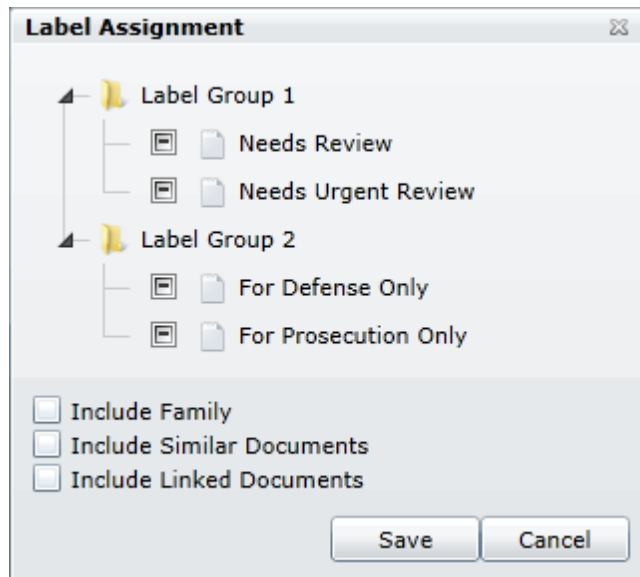 Label Assignment
Label Group 1
Needs Review
Needs Urgent Review
Label Group 2
For Defense Only
For Prosecution Only
Include Family
Include Similar Documents
Include Linked Documents
Save Cancel